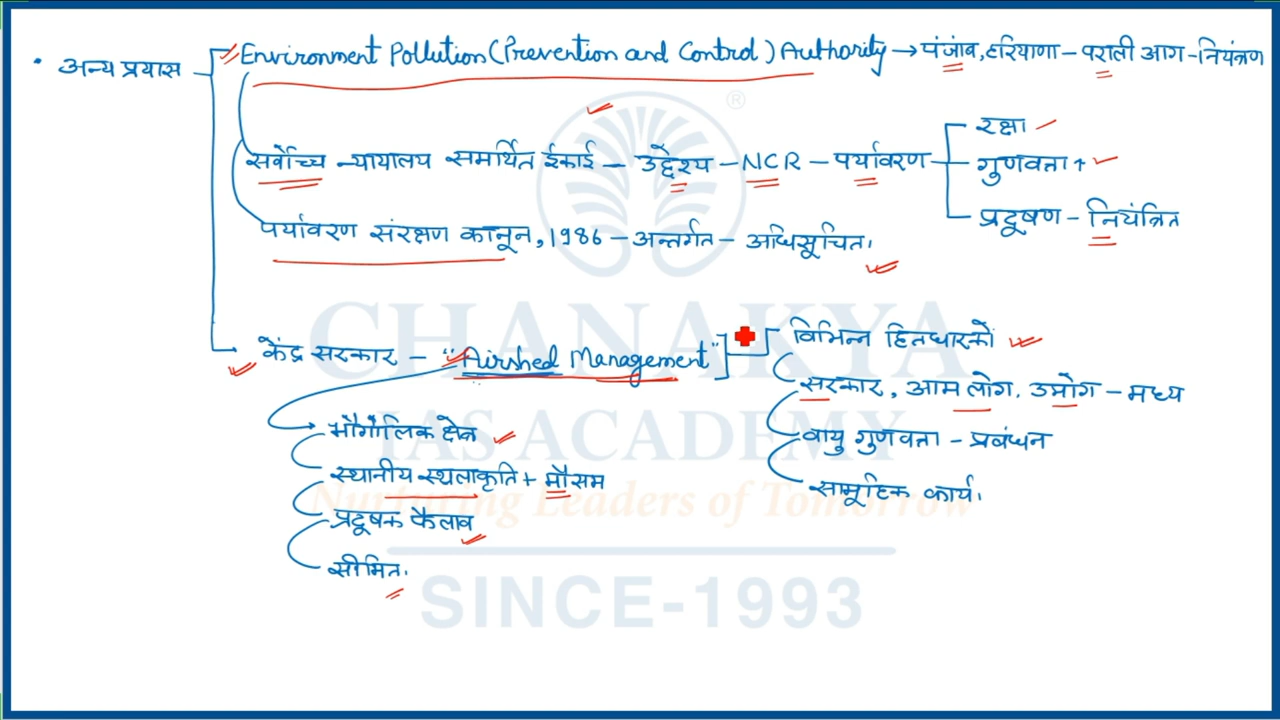 • अन्य प्रयास
Environment Pollution (Prevention and Control) Authority → पंजाब, हरियाणा – पराली आग – नियंत्रण
सर्वोच्च न्यायालय समर्थित ईकाई – उद्देश्य – NCR – पर्यावरण
रक्षा
गुणवत्ता +
प्रदूषण – नियंत्रित
पर्यावरण संरक्षण कानून, 1986 – अन्तर्गत – अधिसूचित।
केंद्र सरकार – "Airshed Management"
भौगोलिक क्षेत्र
स्थानीय स्थलाकृति + मौसम
प्रदूषक फैलाव
सीमित।
विभिन्न हितधारकों
सरकार, आम लोग, उद्योग – मध्य
वायु गुणवत्ता – प्रबंधन
सामूहिक कार्य।
®
CHANAKYA
IAS ACADEMY
Nurturing Leaders of Tomorrow
SINCE-1993